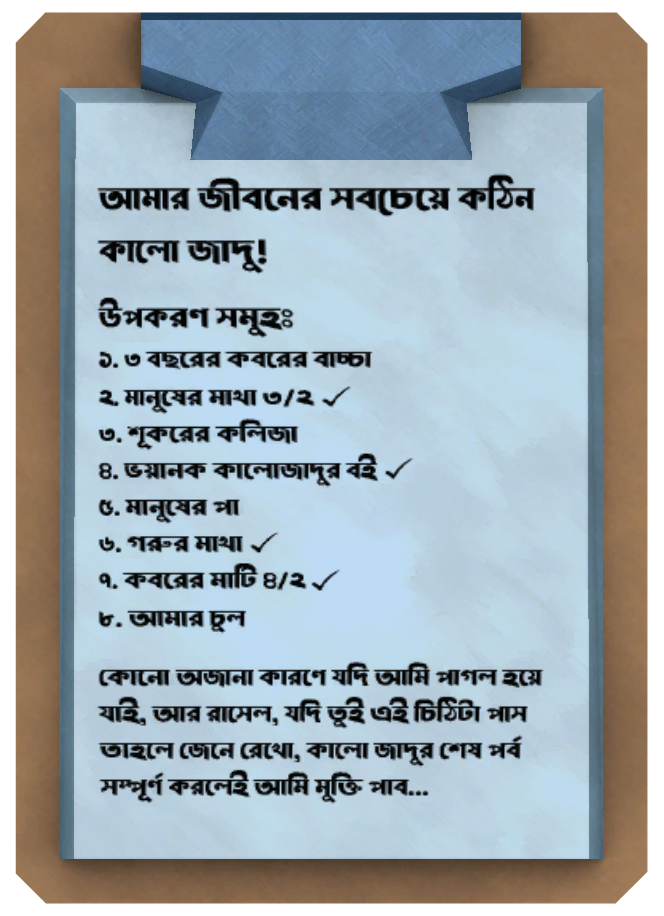 আমার জীবনের সবচেয়ে কঠিন
কালো জাদু!
উপকরণ সমুহঃ
১. ৩ বছরের কবরের বাচ্চা
২. মানুষের মাথা ৩/২ ✓
৩. শূকরের কলিজা
৪. ভয়ানক কালোজাদুর বই ✓
৫. মানুষের পা
৬. গরুর মাথা ✓
৭. কবরের মাটি ৪/২ ✓
৮. আমার চুল
কোনো অজানা কারণে যদি আমি পাগল হয়ে
যাই, আর রাসেল, যদি তুই এই চিঠিটা পাস
তাহলে জেনে রেখো, কালো জাদুর শেষ পর্ব
সম্পূর্ণ করলেই আমি মুক্তি পাব...